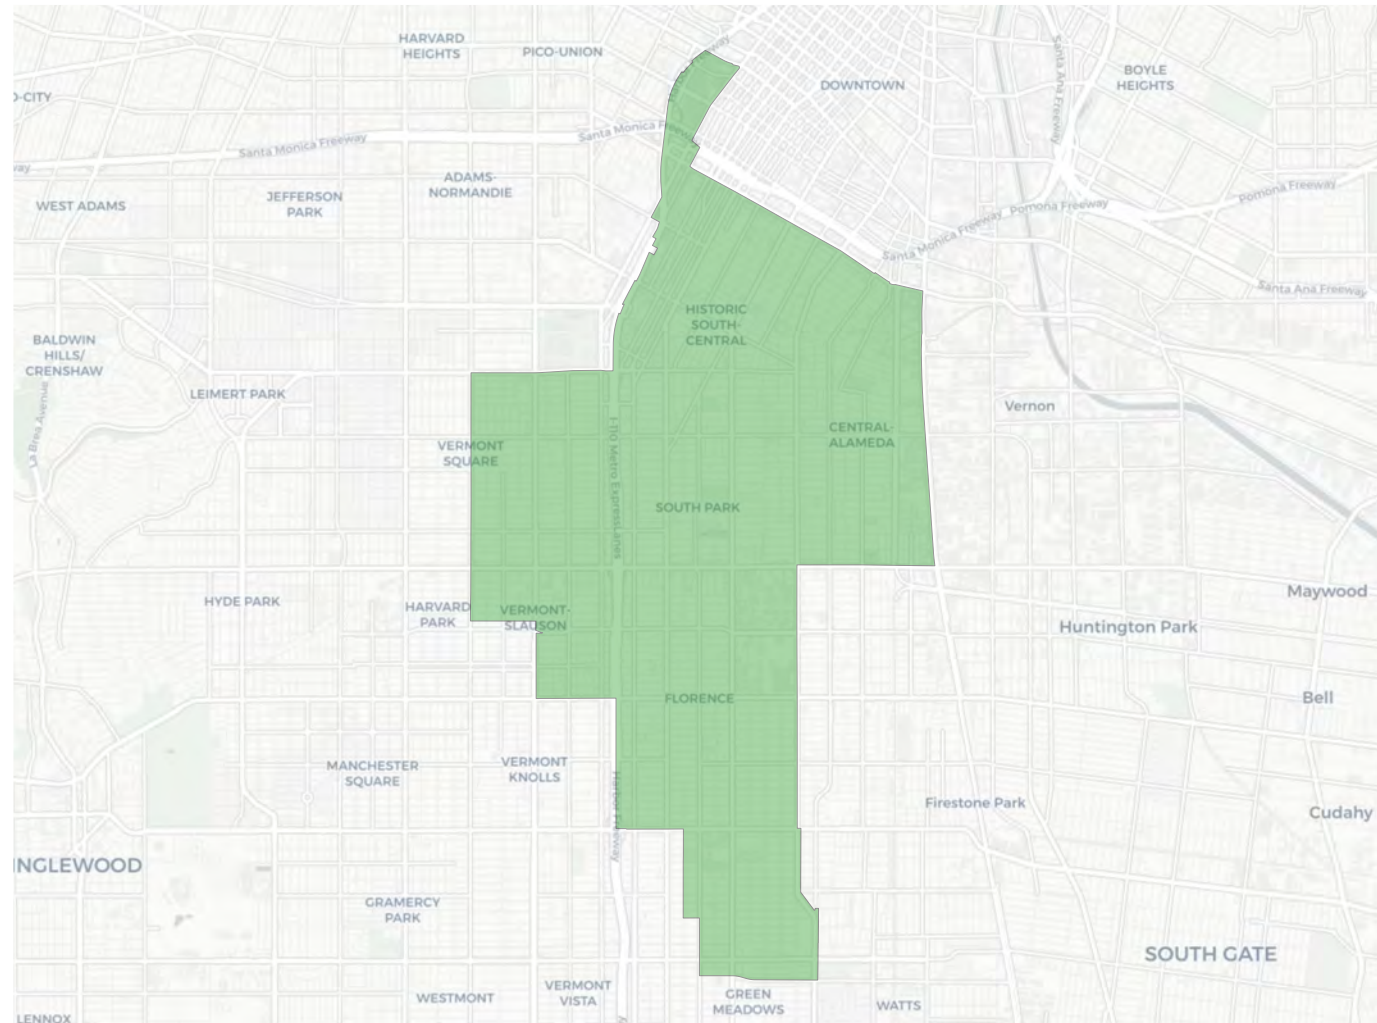 HARVARD
HEIGHTS
PICO-UNION
DOWNTOWN
BOYLE
HEIGHTS
O-CITY
Santa Ana Freeway
Santa Monica Freeway
Santa Monica Freeway
way
ADAMS-
NORMANDIE
JEFFERSON
PARK
WEST ADAMS
Pomona Freeway
Pomona Freeway
Santa Monica Freeway
Santa Ana Freeway
HISTORIC
SOUTH-
CENTRAL
BALDWIN
HILLS/
CRENSHAW
LEIMERT PARK
Vernon
La Brea Avenue
CENTRAL-
ALAMEDA
VERMONT
SQUARE
I-110 Metro ExpressLanes
SOUTH PARK
Maywood
HYDE PARK
HARVARD
PARK
VERMONT-
SLAUSON
Huntington Park
FLORENCE
Bell
MANCHESTER
SQUARE
VERMONT
KNOLLS
Harbor Freeway
Firestone Park
Cudahy
INGLEWOOD
GRAMERCY
PARK
SOUTH GATE
WESTMONT
VERMONT
VISTA
GREEN
MEADOWS
WATTS
LENNOX